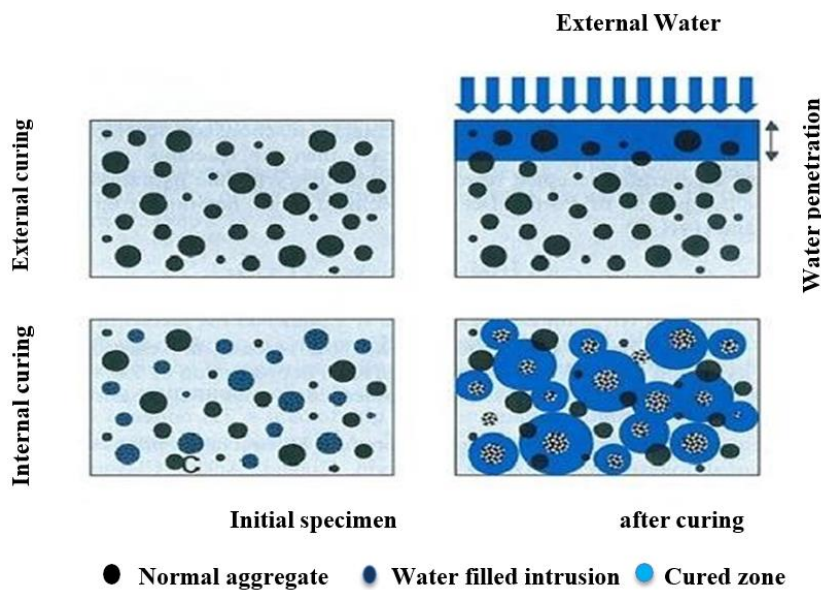 External Water
External curing
Water penetration
Internal curing
C
Initial specimen
after curing
Normal aggregate
Water filled intrusion
Cured zone